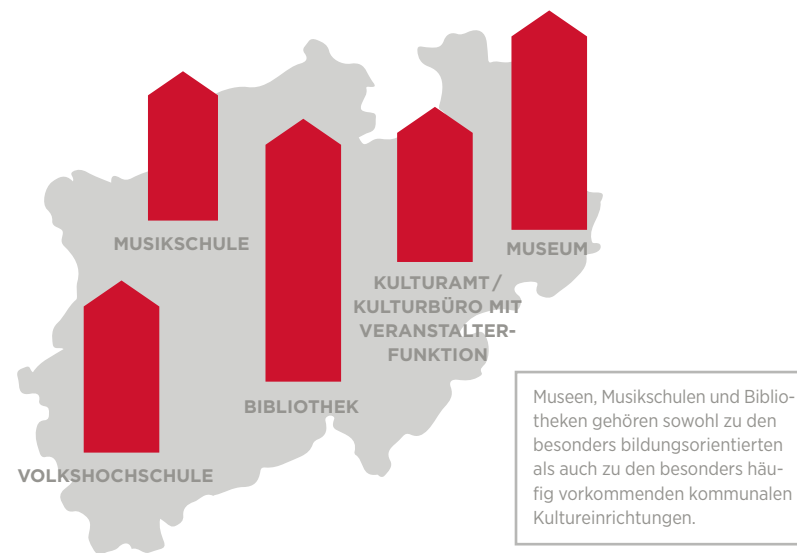 MUSIKSCHULE
MUSEUM
KULTURAMT /
KULTURBÜRO MIT
VERANSTALTER-
FUNKTION
BIBLIOTHEK
VOLKSHOCHSCHULE
Museen, Musikschulen und Biblio-
theken gehören sowohl zu den
besonders bildungsorientierten
als auch zu den besonders häu-
fig vorkommenden kommunalen
Kultureinrichtungen.